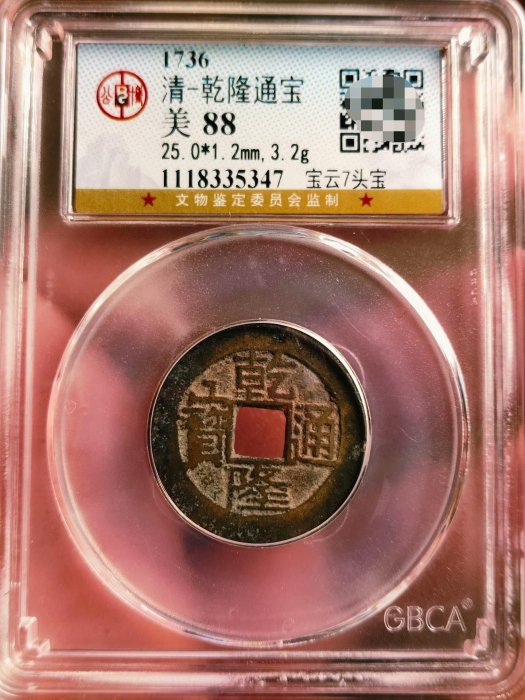 1736
清-乾隆通宝
美 88
25.0*1.2mm,3.2g
1118335347 宝云7头宝
★ 文物鉴定委员会监制 ★
乾
寶 通
隆
GBCA®